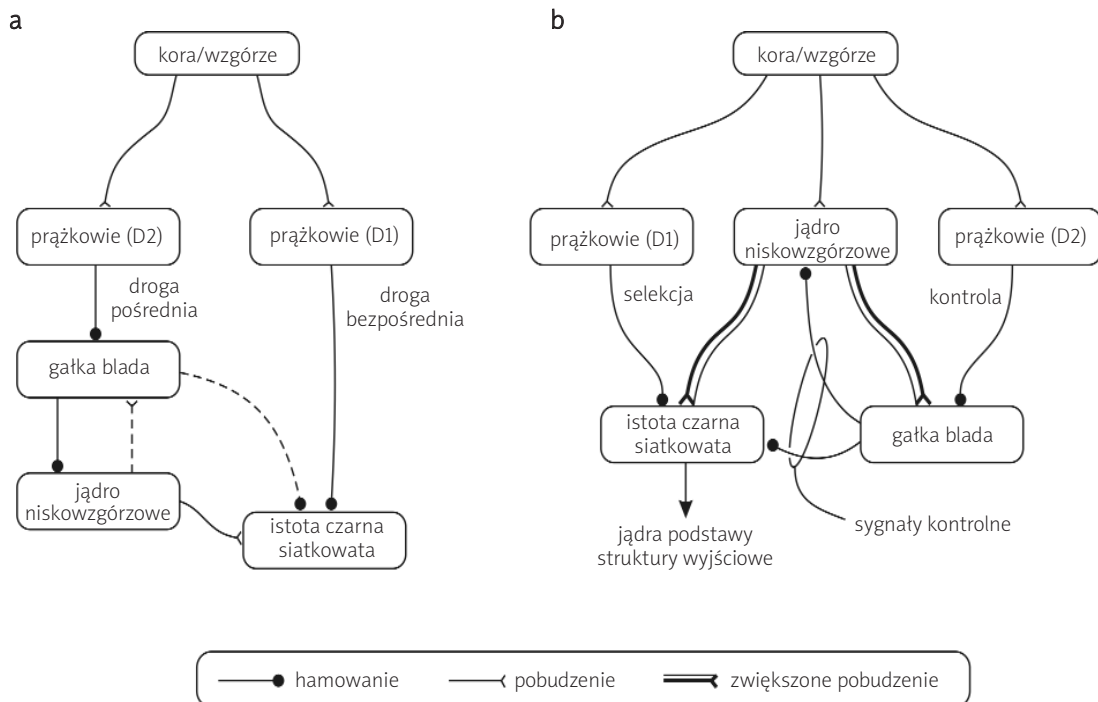 a
kora/wzgórze
prążkowie (D2)
prążkowie (D1)
droga
pośrednia
droga
bezpośrednia
gałka blada
jądro
niskowzgórzowe
istota czarna
siatkowata
b
kora/wzgórze
prążkowie (D1)
jądro
niskowzgórzowe
prążkowie (D2)
selekcja
kontrola
istota czarna
siatkowata
gałka blada
sygnały kontrolne
jądra podstawy
struktury wyjściowe
hamowanie
pobudzenie
zwiększone pobudzenie